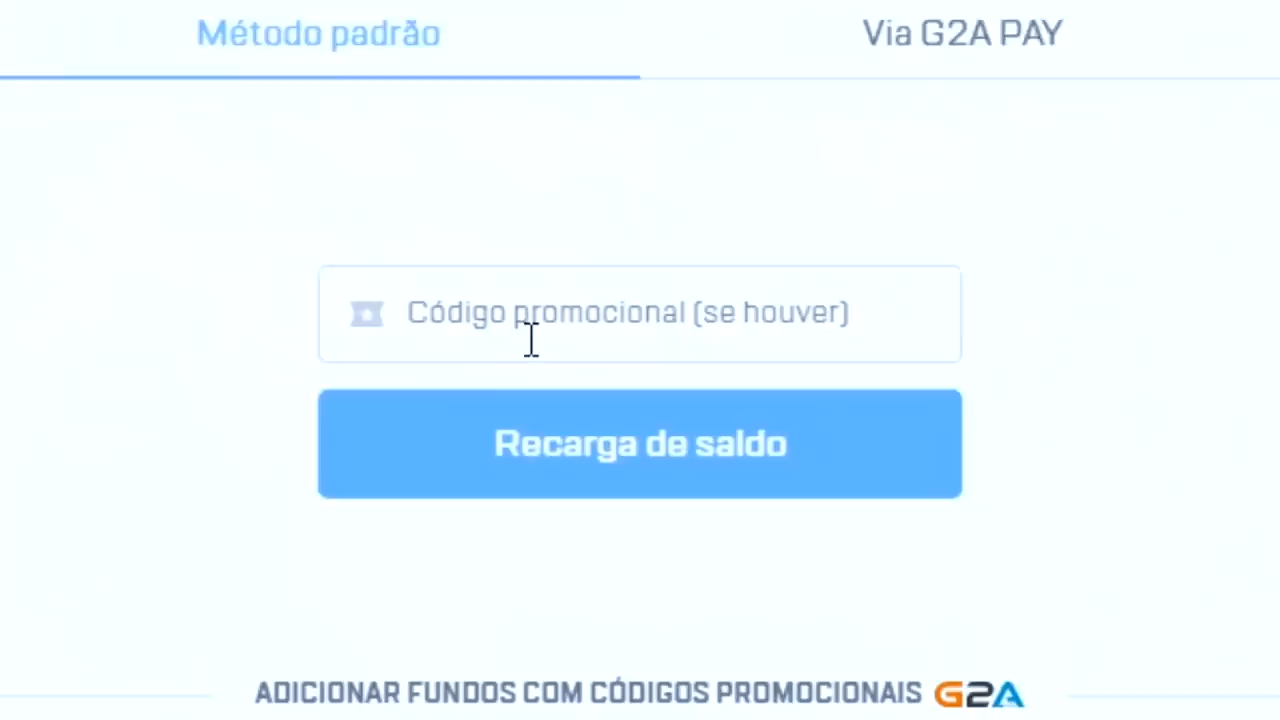 Método padrão
Via G2A PAY
Código promocional (se houver)
Recarga de saldo
ADICIONAR FUNDOS COM CÓDIGOS PROMOCIONAIS G2A